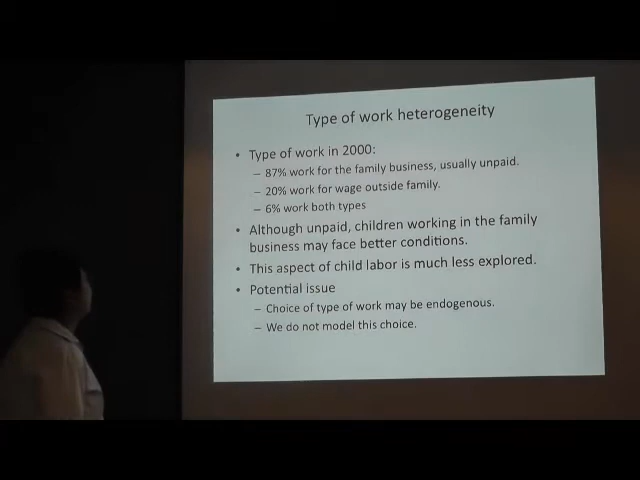 Type of work heterogeneity
• Type of work in 2000:
– 87% work for the family business, usually unpaid.
– 20% work for wage outside family.
– 6% work both types
• Although unpaid, children working in the family
business may face better conditions.
• This aspect of child labor is much less explored.
• Potential issue
– Choice of type of work may be endogenous.
– We do not model this choice.